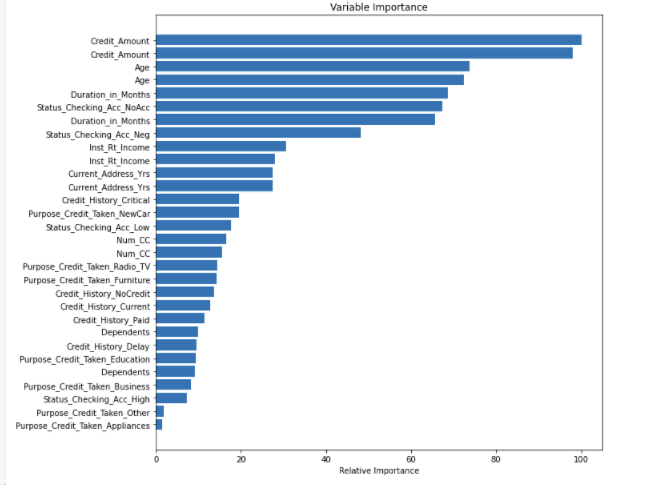 Variable Importance
Credit_Amount
Credit_Amount
Age
Age
Duration_in_Months
Status_Checking_Acc_NoAcc
Duration_in_Months
Status_Checking_Acc_Neg
Inst_Rt_Income
Inst_Rt_Income
Current_Address_Yrs
Current_Address_Yrs
Credit_History_Critical
Purpose_Credit_Taken_NewCar
Status_Checking_Acc_Low
Num_CC
Num_CC
Purpose_Credit_Taken_Radio_TV
Purpose_Credit_Taken_Furniture
Credit_History_NoCredit
Credit_History_Current
Credit_History_Paid
Dependents
Credit_History_Delay
Purpose_Credit_Taken_Education
Dependents
Purpose_Credit_Taken_Business
Status_Checking_Acc_High
Purpose_Credit_Taken_Other
Purpose_Credit_Taken_Appliances
0 20 40 60 80 100
Relative Importance